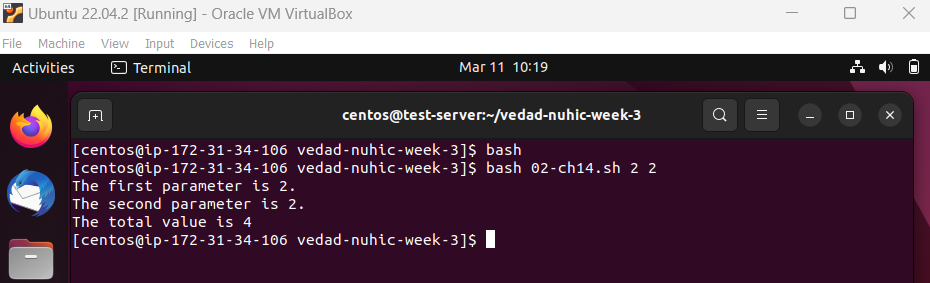 Ubuntu 22.04.2 [Running] - Oracle VM VirtualBox
File Machine View Input Devices Help
Activities Terminal Mar 11 10:19
centos@test-server:~/vedad-nuhic-week-3
[centos@ip-172-31-34-106 vedad-nuhic-week-3]$ bash
[centos@ip-172-31-34-106 vedad-nuhic-week-3]$ bash 02-ch14.sh 2 2
The first parameter is 2.
The second parameter is 2.
The total value is 4
[centos@ip-172-31-34-106 vedad-nuhic-week-3]$